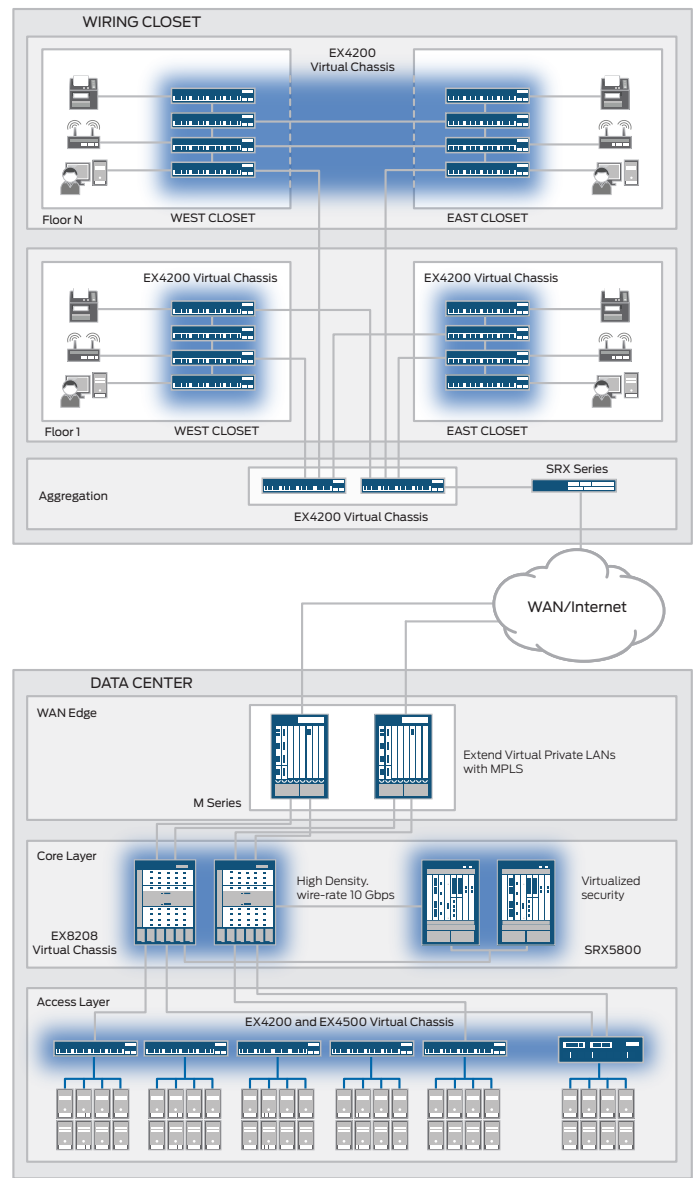 WIRING CLOSET
EX4200
Virtual Chassis
Floor N
WEST CLOSET
EAST CLOSET
EX4200 Virtual Chassis
EX4200 Virtual Chassis
Floor 1
WEST CLOSET
EAST CLOSET
Aggregation
SRX Series
EX4200 Virtual Chassis
WAN/Internet
DATA CENTER
WAN Edge
Extend Virtual Private LANs
with MPLS
M Series
Core Layer
High Density.
wire-rate 10 Gbps
Virtualized
security
EX8208
Virtual Chassis
SRX5800
Access Layer
EX4200 and EX4500 Virtual Chassis